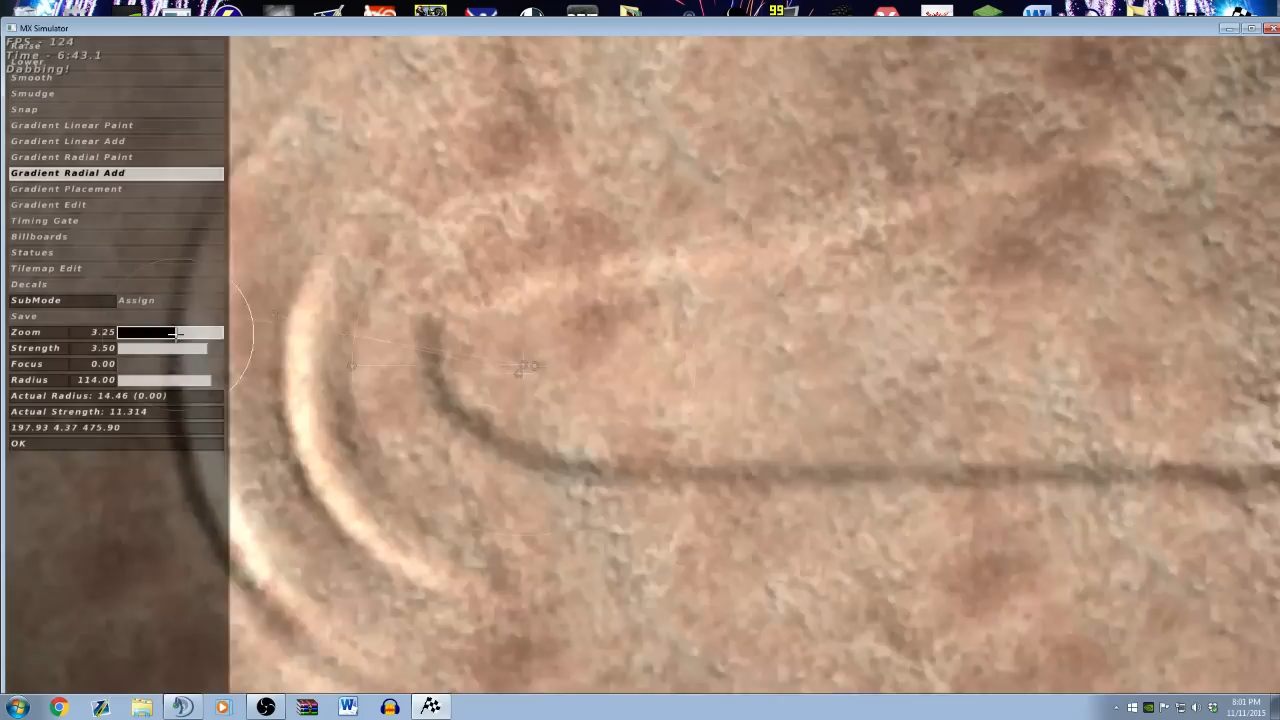 99
MX Simulator
FPS - 124
Raise
Time - 6:43.1
Lower
Dabbing!
Smooth
Smudge
Snap
Gradient Linear Paint
Gradient Linear Add
Gradient Radial Paint
Gradient Radial Add
Gradient Placement
Gradient Edit
Timing Gate
Billboards
Statues
Tilemap Edit
Decals
SubMode Assign
Save
Zoom 3.25
Strength 3.50
Focus 0.00
Radius 114.00
Actual Radius: 14.46 (0.00)
Actual Strength: 11.314
197.93 4.37 475.90
OK
8:01 PM
11/11/2015